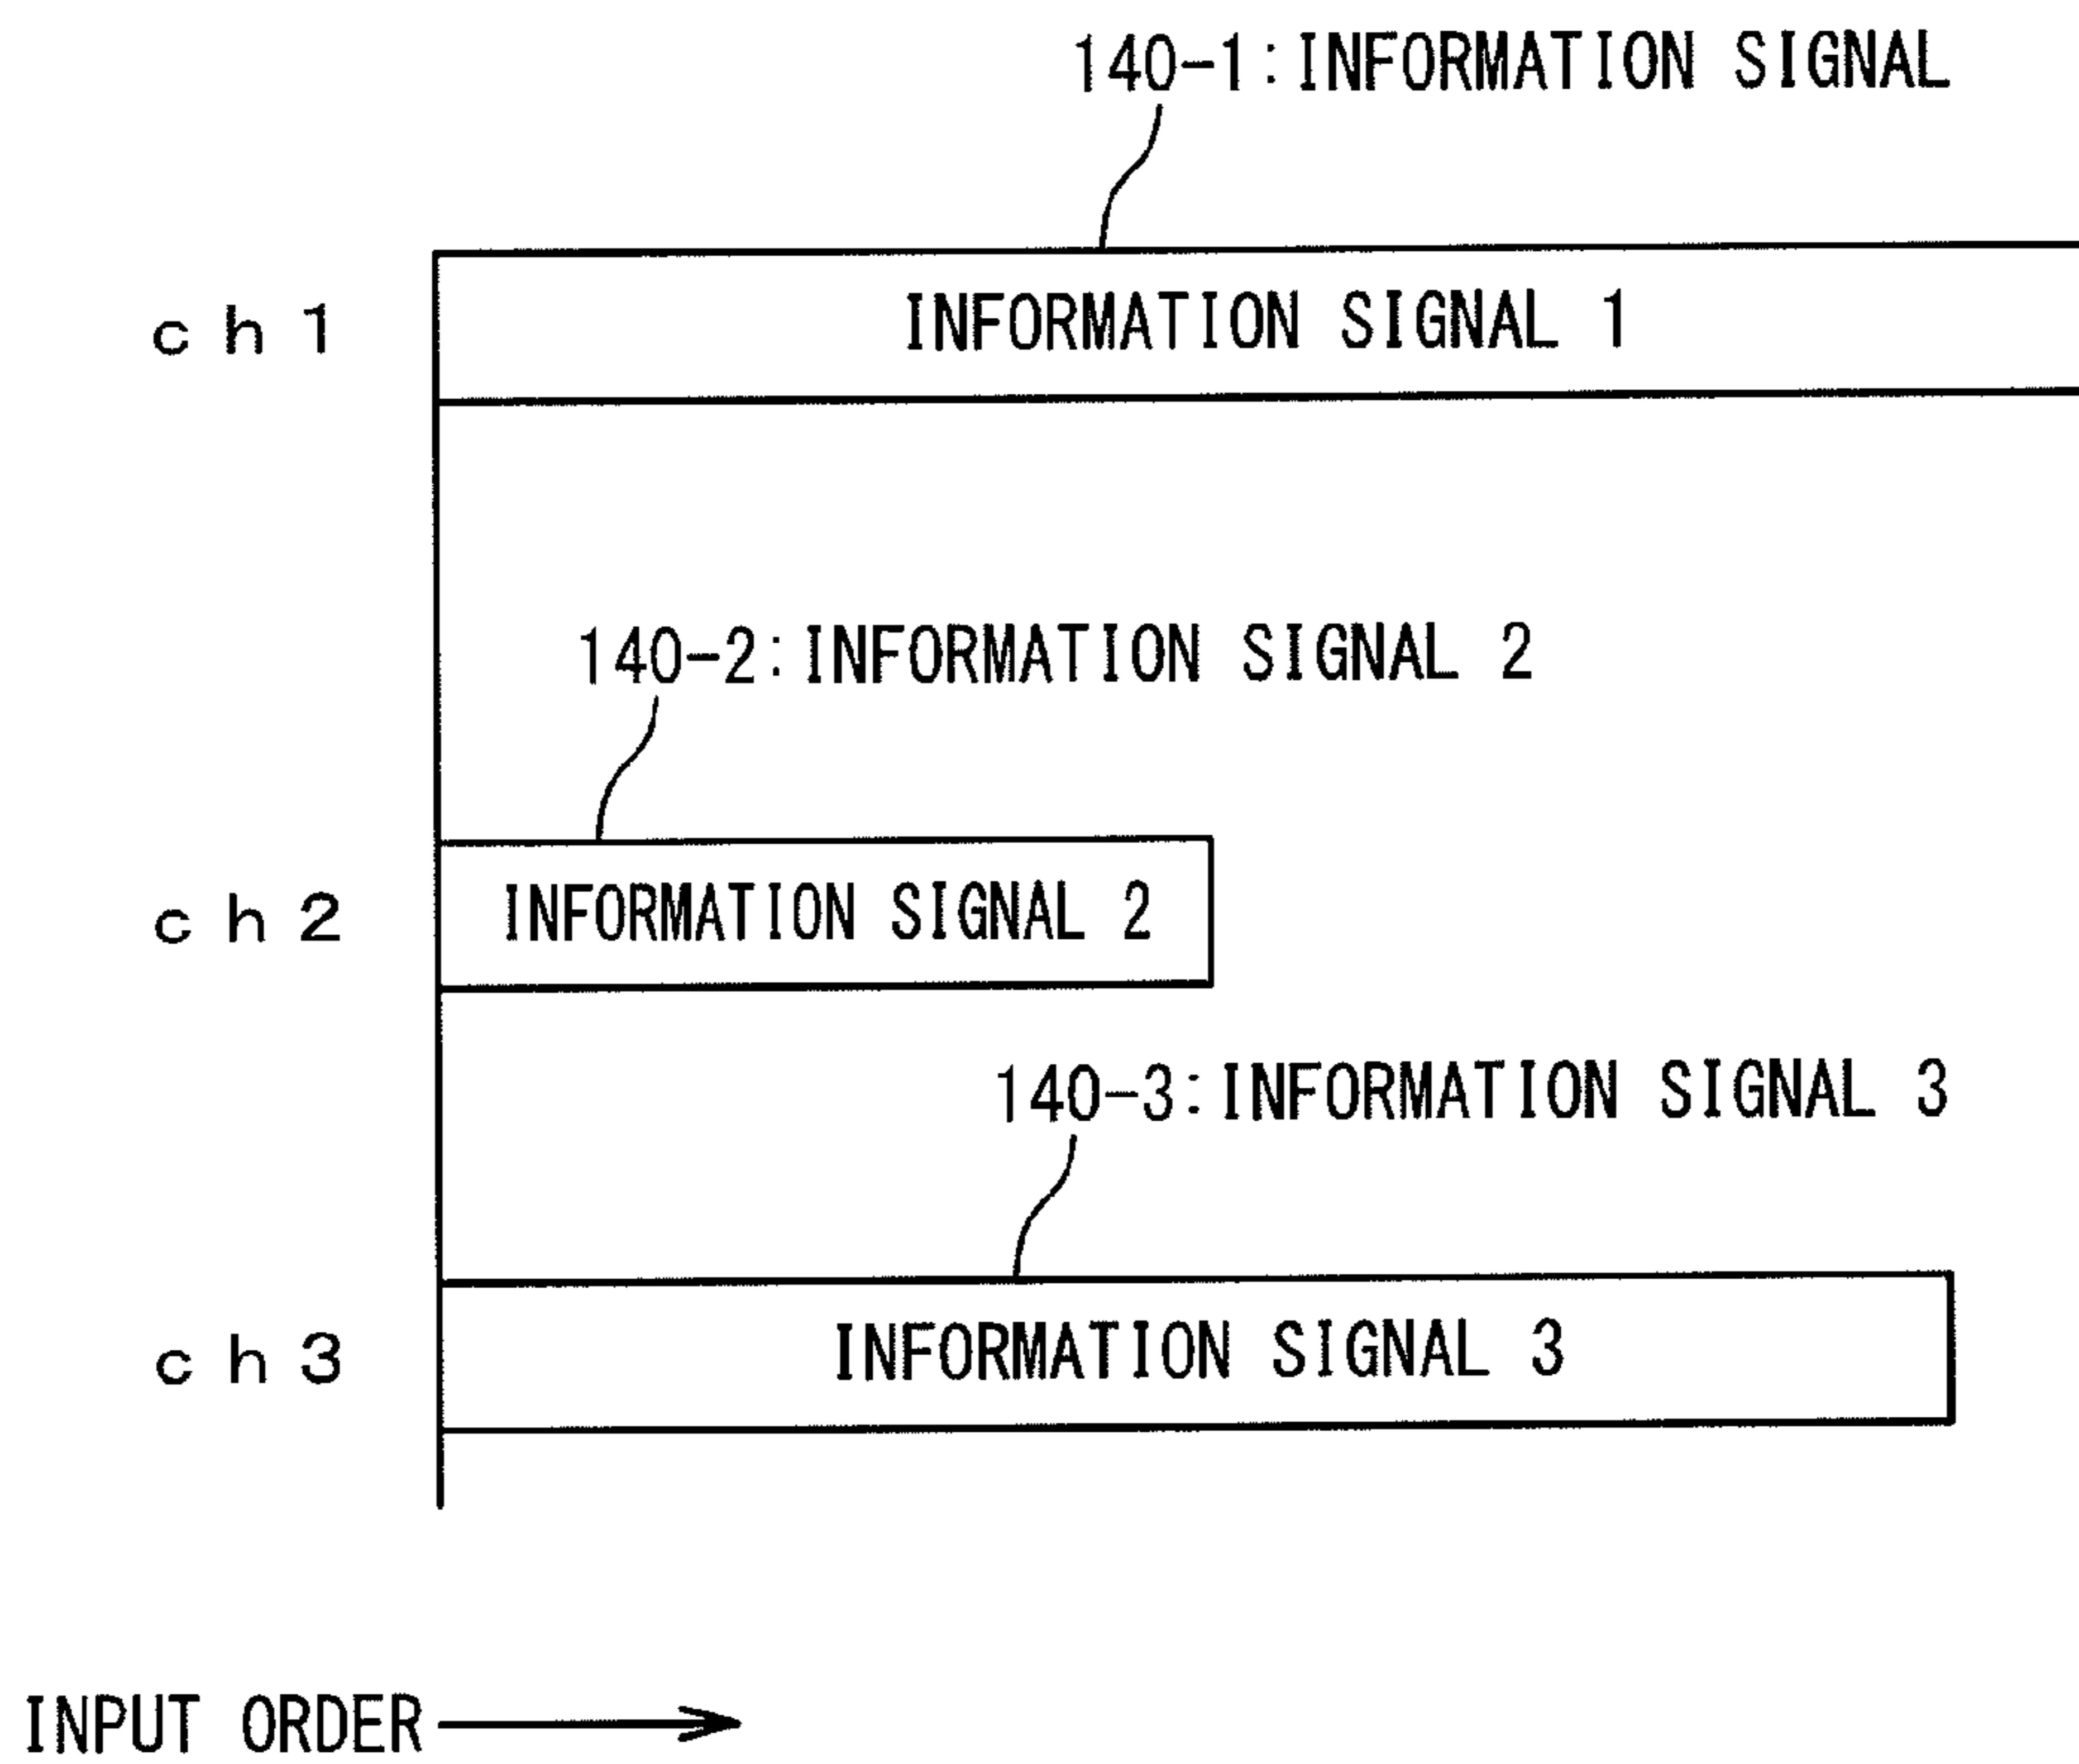 140-1:INFORMATION SIGNAL
ch1
INFORMATION SIGNAL 1
140-2:INFORMATION SIGNAL 2
ch2
INFORMATION SIGNAL 2
140-3:INFORMATION SIGNAL 3
ch3
INFORMATION SIGNAL 3
INPUT ORDER